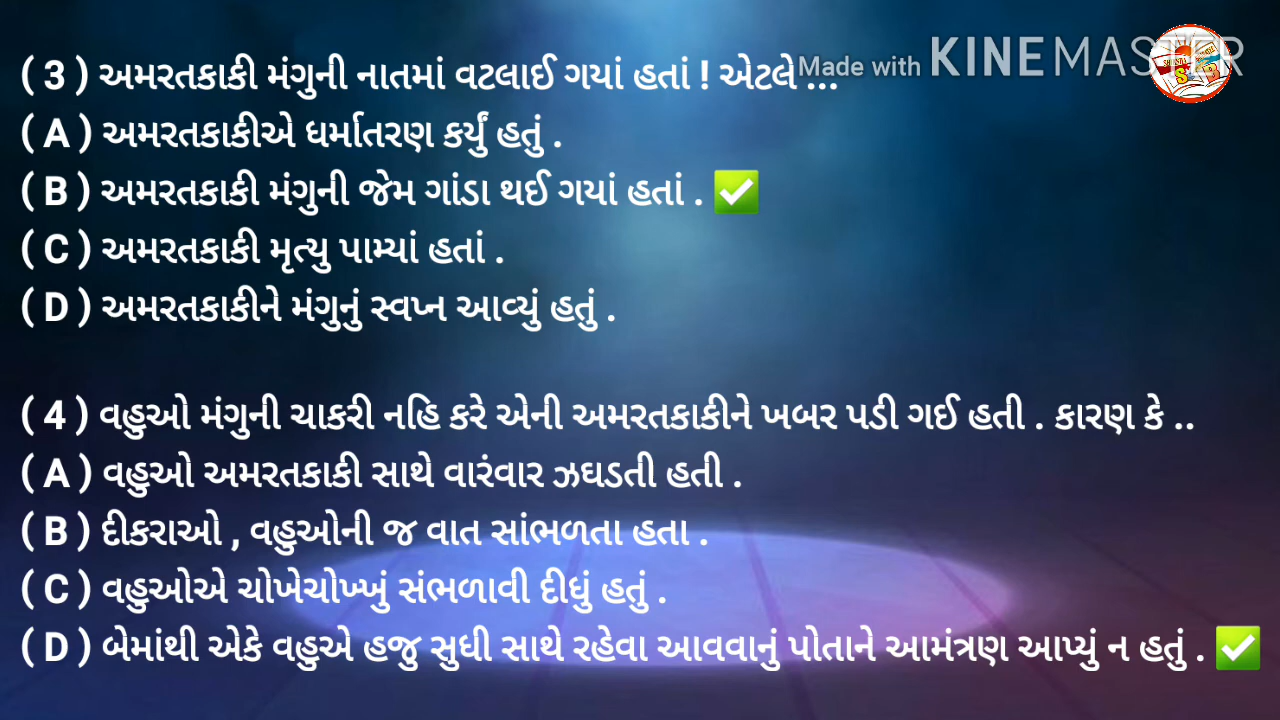 ( 3 ) અમરતકાકી મંગુની નાતમાં વટલાઈ ગયાં હતાં ! એટલે ...
Made with KINEMASTER
( A ) અમરતકાકીએ ધર્માતરણ કર્યું હતું .
( B ) અમરતકાકી મંગુની જેમ ગાંડા થઈ ગયાં હતાં . ✅
( C ) અમરતકાકી મૃત્યુ પામ્યાં હતાં .
( D ) અમરતકાકીને મંગુનું સ્વપ્ન આવ્યું હતું .
( 4 ) વહુઓ મંગુની ચાકરી નહિ કરે એની અમરતકાકીને ખબર પડી ગઈ હતી . કારણ કે ..
( A ) વહુઓ અમરતકાકી સાથે વારંવાર ઝઘડતી હતી .
( B ) દીકરાઓ , વહુઓની જ વાત સાંભળતા હતા .
( C ) વહુઓએ ચોખેચોખ્ખું સંભળાવી દીધું હતું .
( D ) બેમાંથી એકે વહુએ હજુ સુધી સાથે રહેવા આવવાનું પોતાને આમંત્રણ આપ્યું ન હતું . ✅